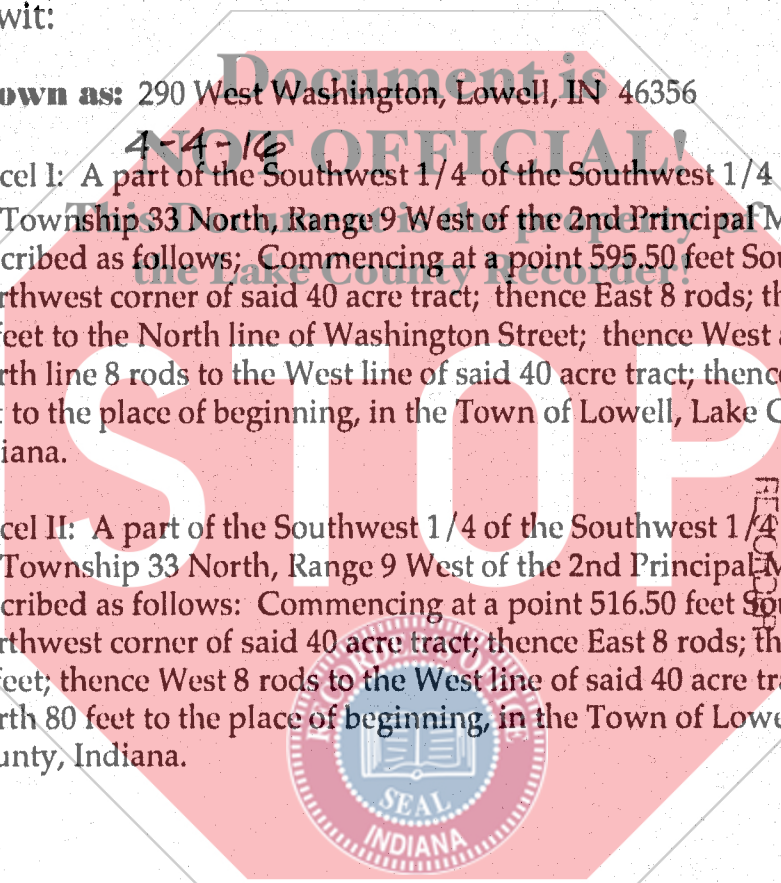 wit:
Document is
own as: 290 West Washington, Lowell, IN 46356
4-4-16
NOT OFFICIAL!
cel I: A part of the Southwest 1/4 of the Southwest 1/4
This Document is the property of
Township 33 North, Range 9 West of the 2nd Principal M
cribed as follows; Commencing at a point 595.50 feet Sou
the Lake County Recorder!
rthwest corner of said 40 acre tract; thence East 8 rods; th
feet to the North line of Washington Street; thence West a
rth line 8 rods to the West line of said 40 acre tract; thence
t to the place of beginning, in the Town of Lowell, Lake C
iana.
STOP
cel II: A part of the Southwest 1/4 of the Southwest 1/4
Township 33 North, Range 9 West of the 2nd Principal M
cribed as follows: Commencing at a point 516.50 feet Sou
rthwest corner of said 40 acre tract; thence East 8 rods; th
feet; thence West 8 rods to the West line of said 40 acre tra
rth 80 feet to the place of beginning, in the Town of Lowe
unty, Indiana.
RECORDER'S OFFICE
SEAL
INDIANA